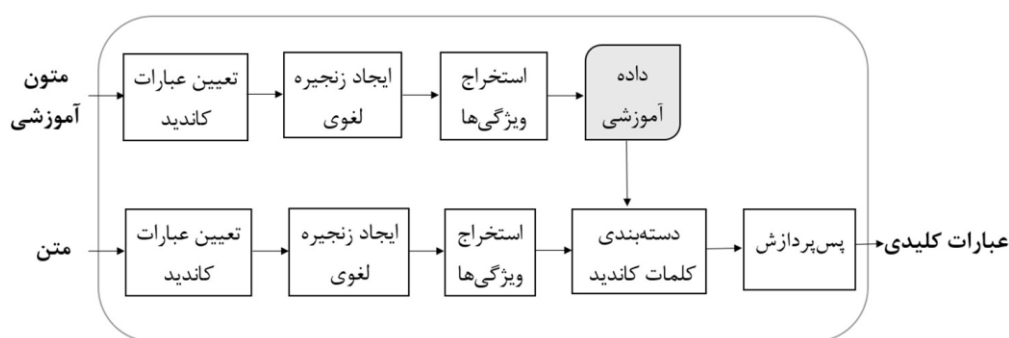 متون
آموزشی
تعیین عبارات
کاندید
ایجاد زنجیره
لغوی
استخراج
ویژگی‌ها
داده
آموزشی
متن
تعیین عبارات
کاندید
ایجاد زنجیره
لغوی
استخراج
ویژگی‌ها
دسته‌بندی
کلمات کاندید
پس‌پردازش
عبارات کلیدی